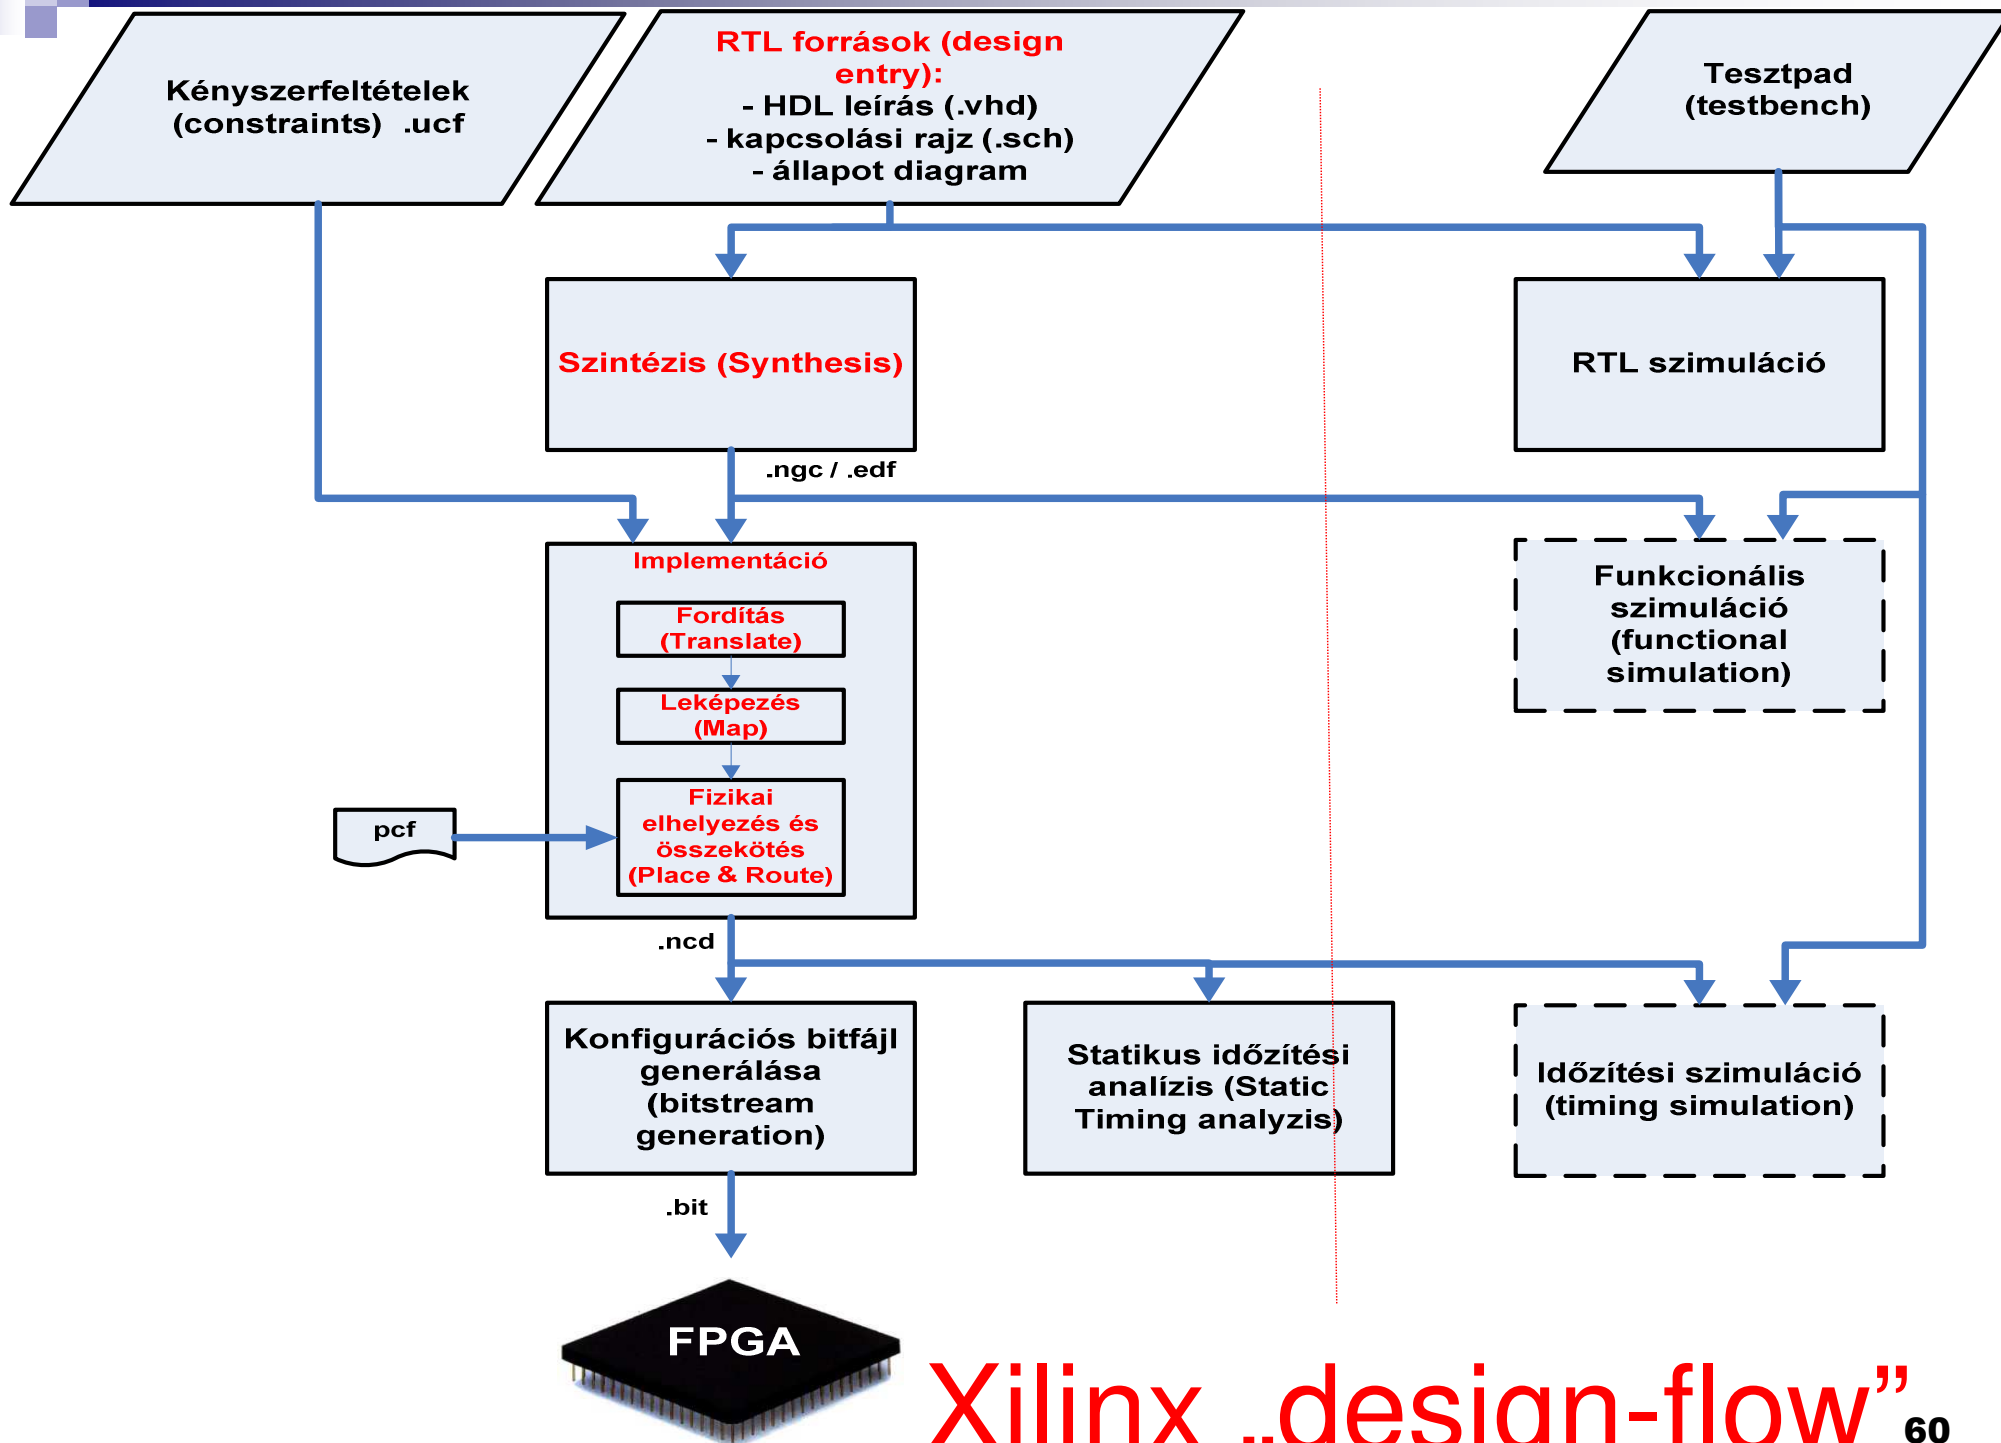 Kényszerfeltételek
(constraints) .ucf
RTL források (design
entry):
- HDL leírás (.vhd)
- kapcsolási rajz (.sch)
- állapot diagram
Tesztpad
(testbench)
Szintézis (Synthesis)
RTL szimuláció
.ngc / .edf
Implementáció
Fordítás
(Translate)
Leképezés
(Map)
Fizikai
elhelyezés és
összekötés
(Place & Route)
pcf
Funkcionális
szimuláció
(functional
simulation)
.ncd
Konfigurációs bitfájl
generálása
(bitstream
generation)
Statikus időzítési
analízis (Static
Timing analyzis)
Időzítési szimuláció
(timing simulation)
.bit
FPGA
Xilinx „design-flow”
60